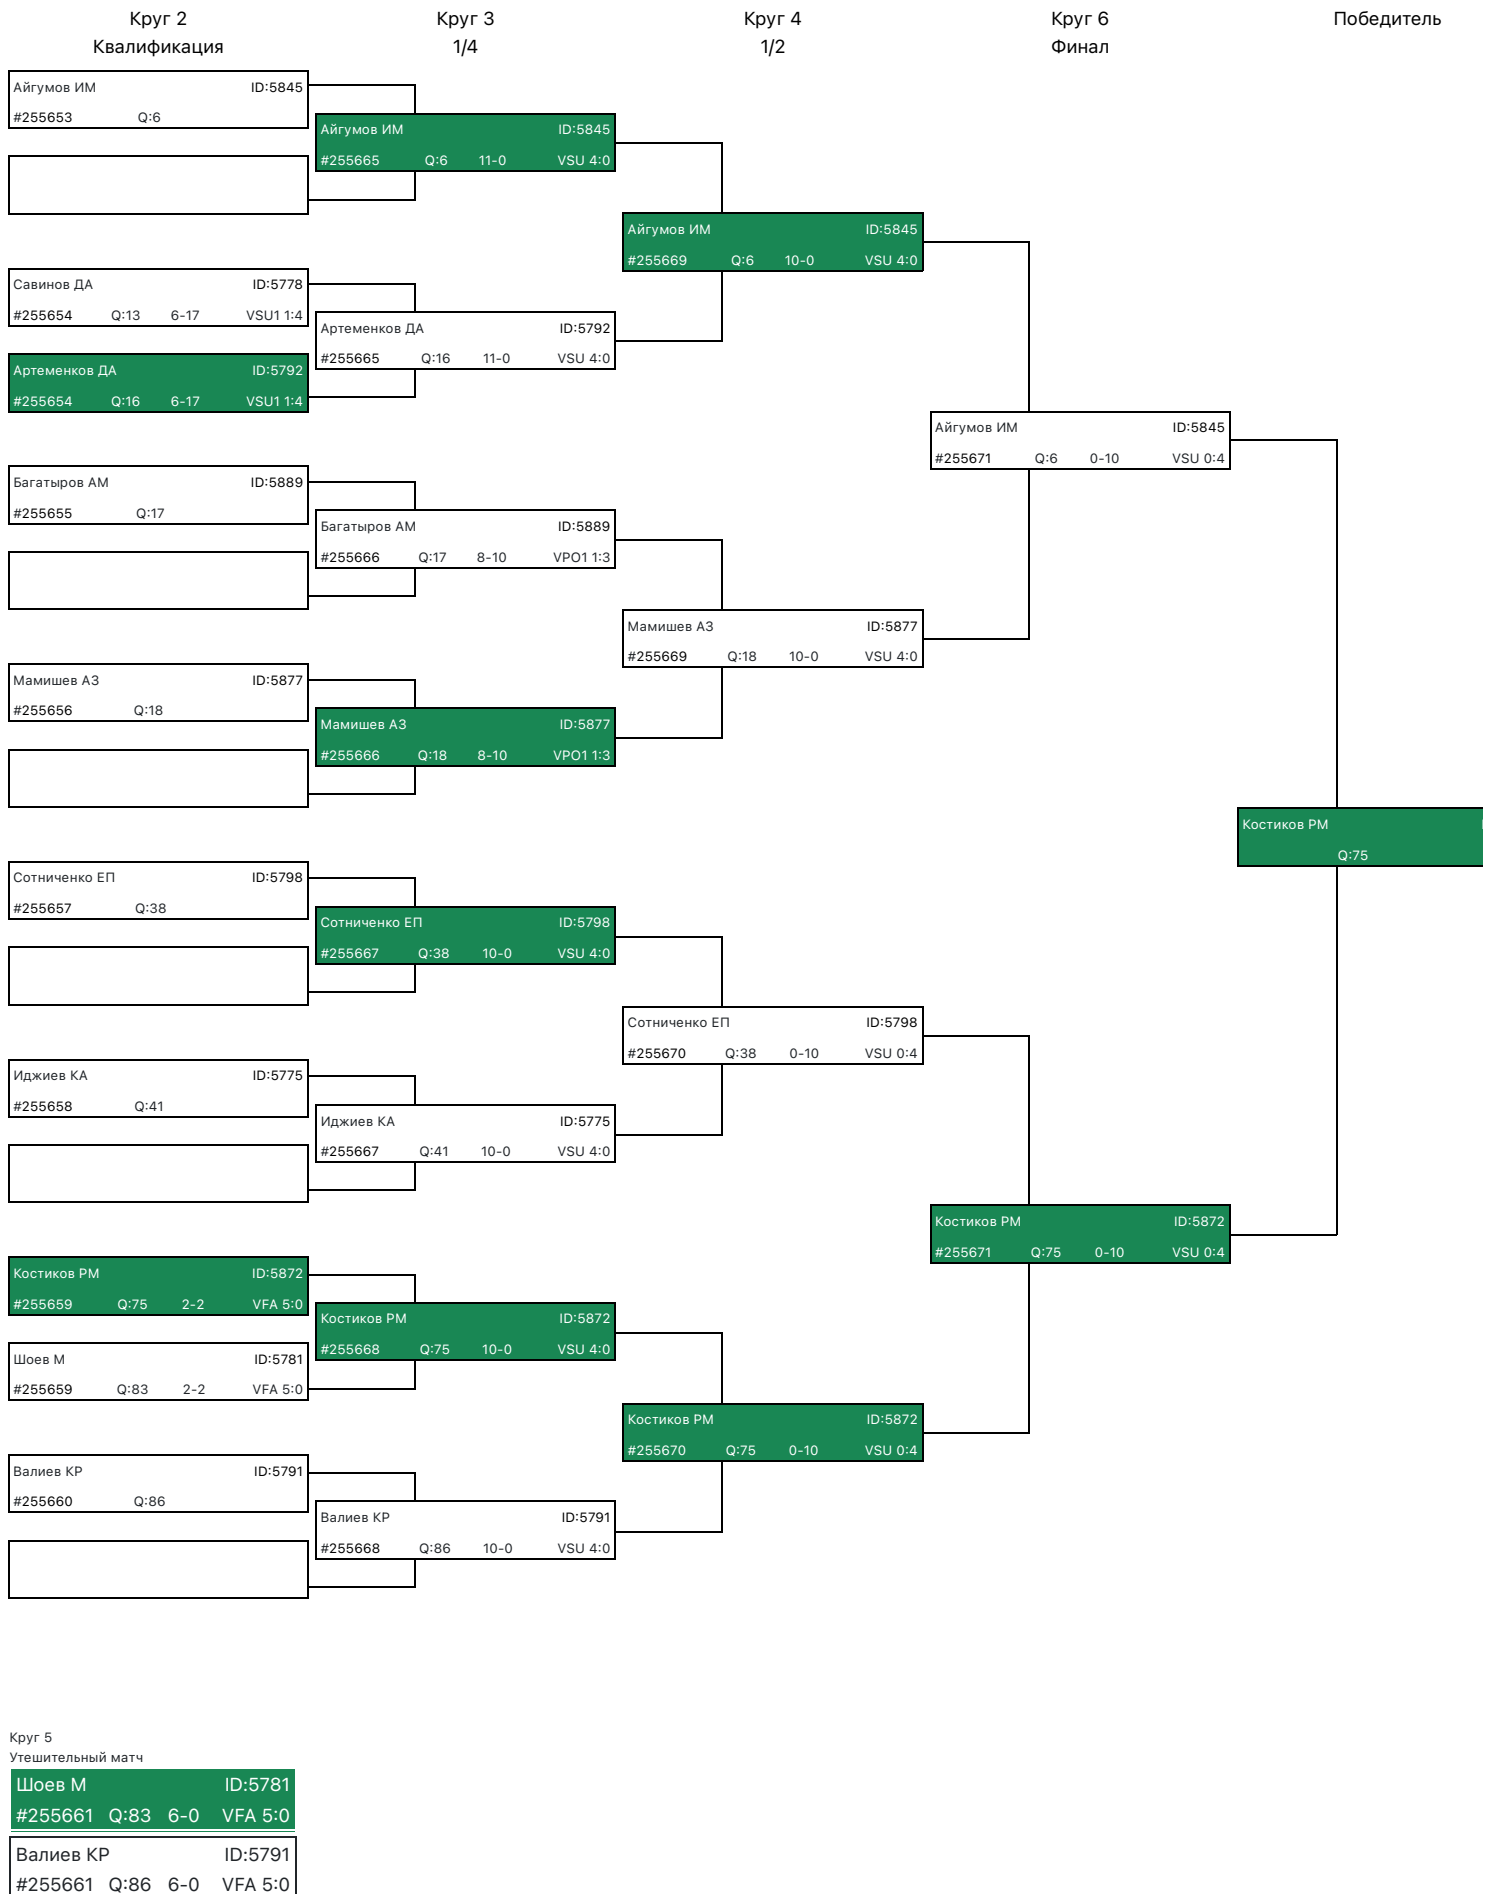 Круг 2
Квалификация
Круг 3
1/4
Круг 4
1/2
Круг 6
Финал
Победитель
Айгумов ИМ ID:5845
#255653 Q:6
Савинов ДА ID:5778
#255654 Q:13 6-17 VSU1 1:4
Артеменков ДА ID:5792
#255654 Q:16 6-17 VSU1 1:4
Багатыров АМ ID:5889
#255655 Q:17
Мамишев АЗ ID:5877
#255656 Q:18
Сотниченко ЕП ID:5798
#255657 Q:38
Иджиев КА ID:5775
#255658 Q:41
Костиков РМ ID:5872
#255659 Q:75 2-2 VFA 5:0
Шоев М ID:5781
#255659 Q:83 2-2 VFA 5:0
Валиев КР ID:5791
#255660 Q:86
Айгумов ИМ ID:5845
#255665 Q:6 11-0 VSU 4:0
Артеменков ДА ID:5792
#255665 Q:16 11-0 VSU 4:0
Багатыров АМ ID:5889
#255666 Q:17 8-10 VPO1 1:3
Мамишев АЗ ID:5877
#255666 Q:18 8-10 VPO1 1:3
Сотниченко ЕП ID:5798
#255667 Q:38 10-0 VSU 4:0
Иджиев КА ID:5775
#255667 Q:41 10-0 VSU 4:0
Костиков РМ ID:5872
#255668 Q:75 10-0 VSU 4:0
Валиев КР ID:5791
#255668 Q:86 10-0 VSU 4:0
Айгумов ИМ ID:5845
#255669 Q:6 10-0 VSU 4:0
Мамишев АЗ ID:5877
#255669 Q:18 10-0 VSU 4:0
Сотниченко ЕП ID:5798
#255670 Q:38 0-10 VSU 0:4
Костиков РМ ID:5872
#255670 Q:75 0-10 VSU 0:4
Айгумов ИМ ID:5845
#255671 Q:6 0-10 VSU 0:4
Костиков РМ ID:5872
#255671 Q:75 0-10 VSU 0:4
Костиков РМ
Q:75
Круг 5
Утешительный матч
Шоев М ID:5781
#255661 Q:83 6-0 VFA 5:0
Валиев КР ID:5791
#255661 Q:86 6-0 VFA 5:0